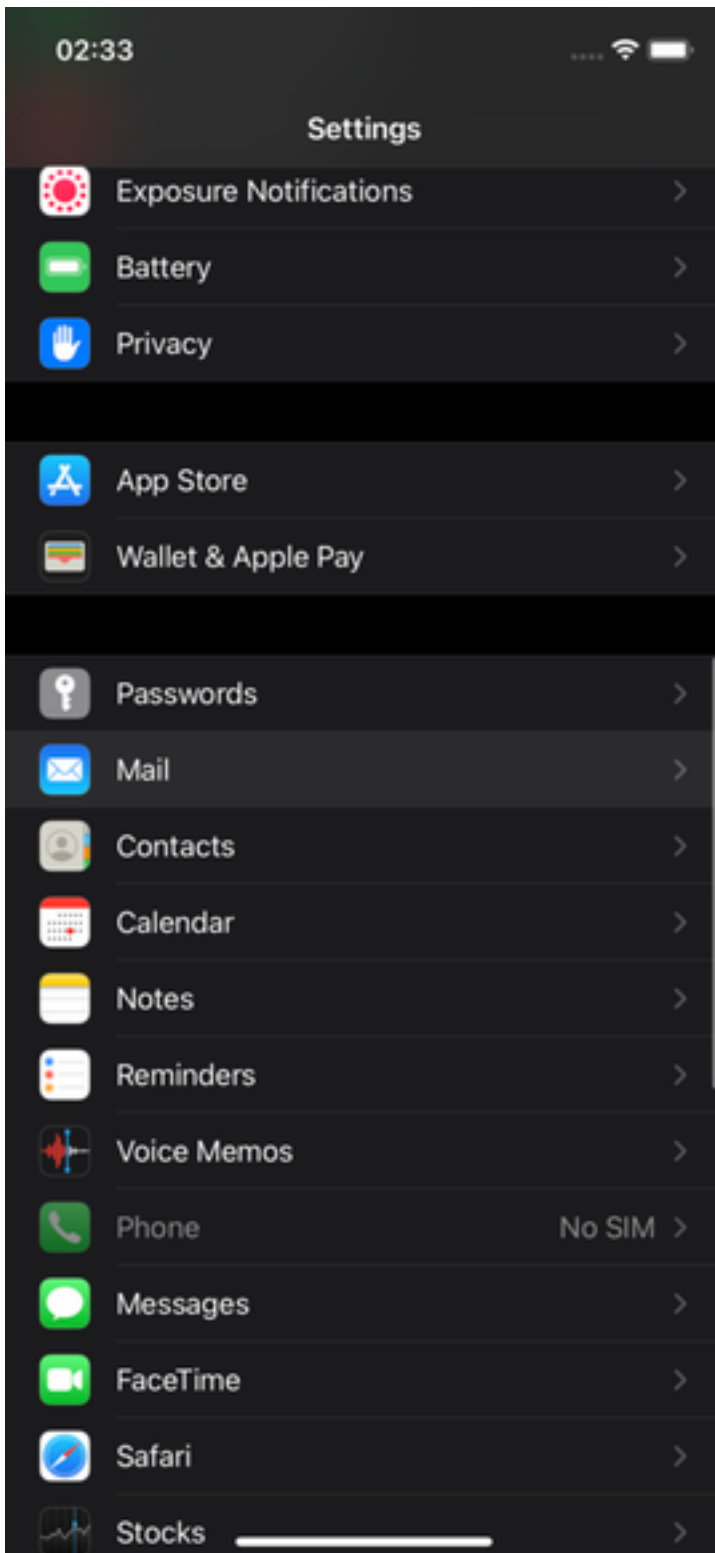 02:33
Settings
Exposure Notifications
Battery
Privacy
App Store
Wallet & Apple Pay
Passwords
Mail
Contacts
Calendar
Notes
Reminders
Voice Memos
Phone No SIM
Messages
FaceTime
Safari
Stocks